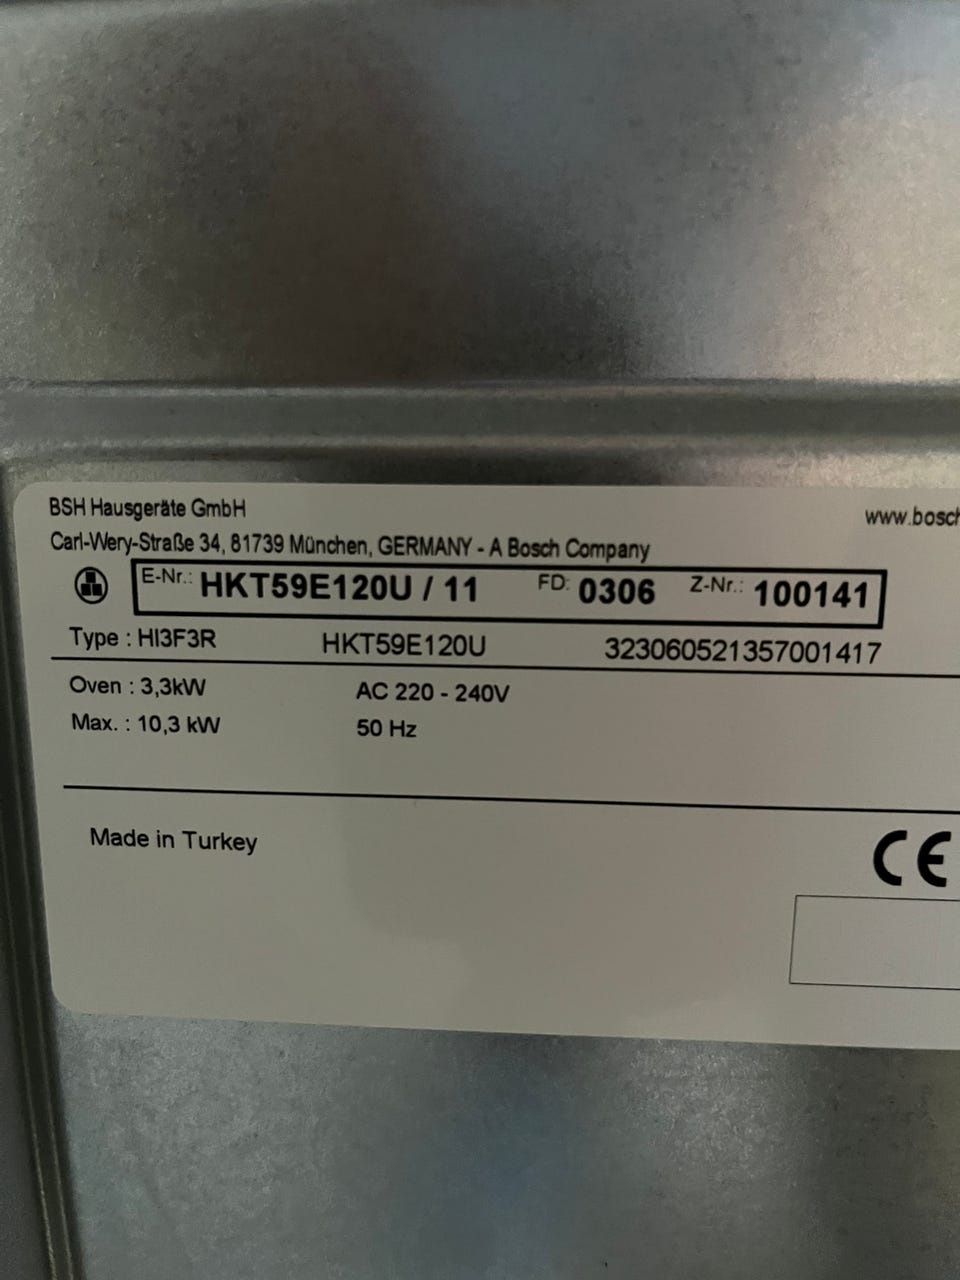 BSH Hausgeräte GmbH
www.bosch
Carl-Wery-Straße 34, 81739 München, GERMANY - A Bosch Company
E-Nr.: HKT59E120U / 11 FD: 0306 Z-Nr.: 100141
Type : HI3F3R HKT59E120U 323060521357001417
Oven : 3,3kW AC 220 - 240V
Max. : 10,3 kW 50 Hz
Made in Turkey
CE